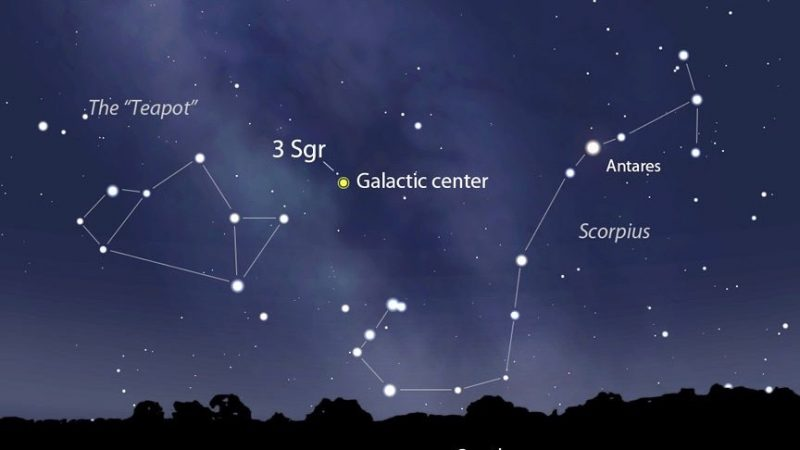 The "Teapot"
3 Sgr
Galactic center
Antares
Scorpius